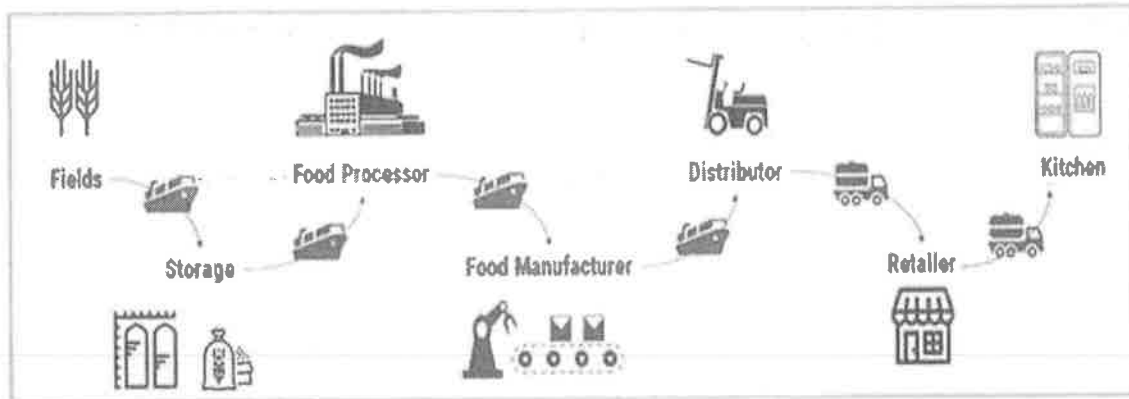 Fields
Storage
Food Processor
Food Manufacturer
Distributor
Retailer
Kitchen